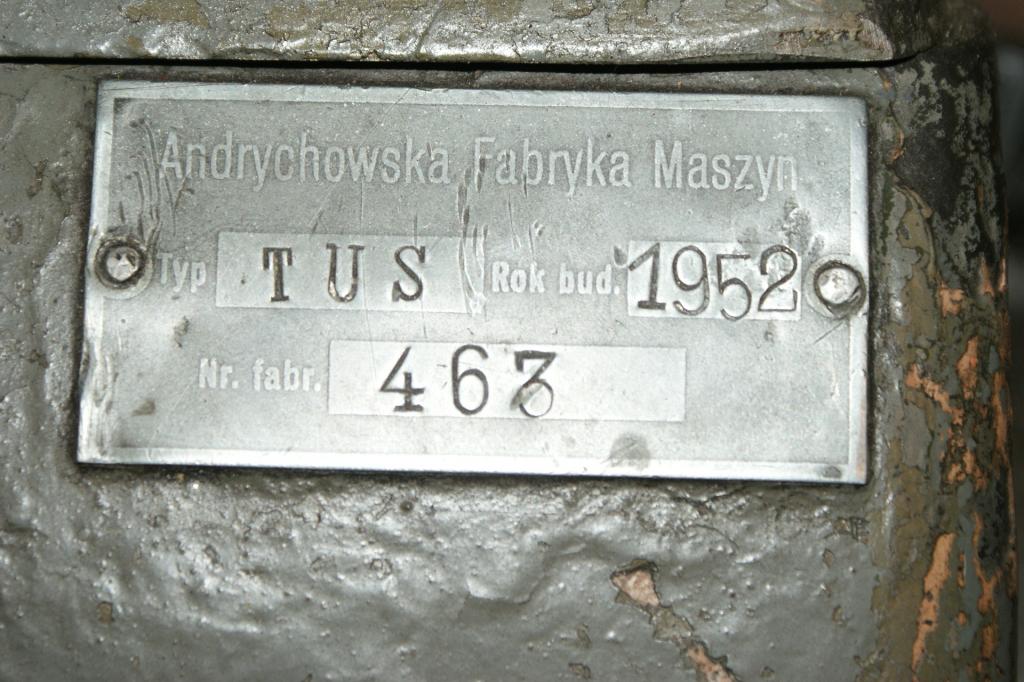 Andrychowska Fabryka Maszyn
Typ TUS Rok bud. 1952
Nr. fabr. 463